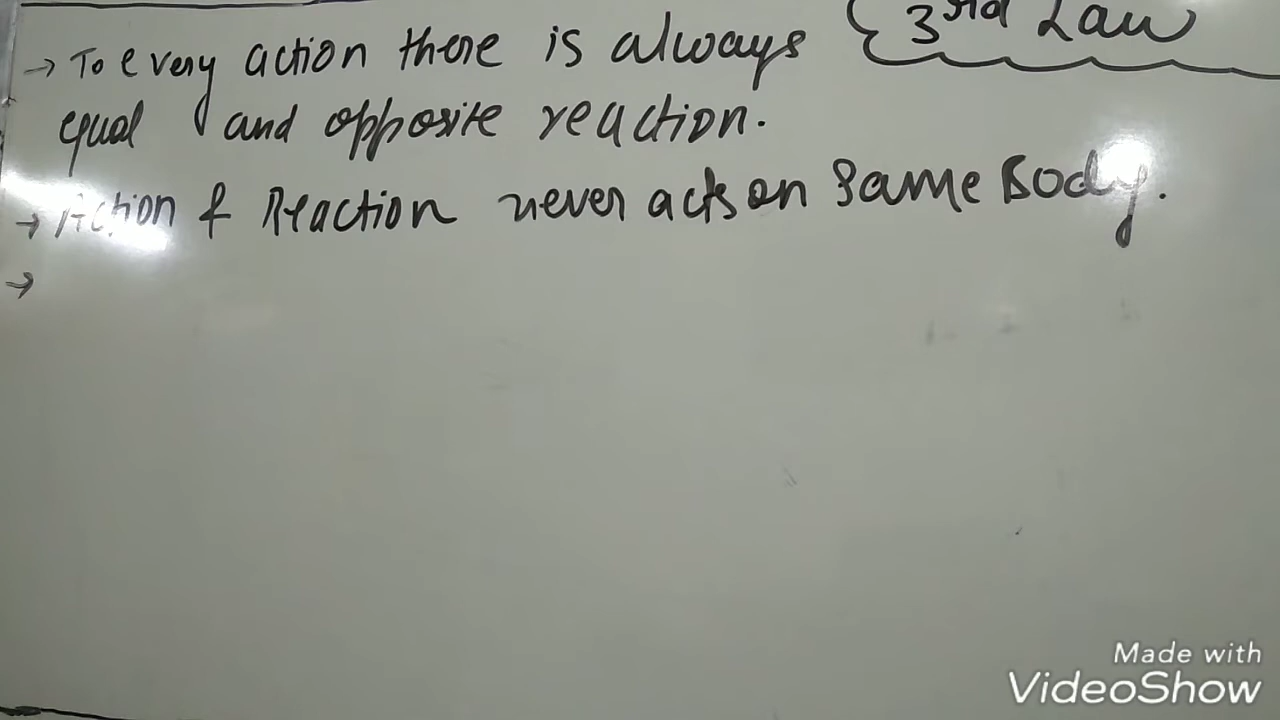 3rd Law
→ To every action there is always
equal and opposite reaction.
→ Action & Reaction never acts on Same Body.
→
Made with
VideoShow